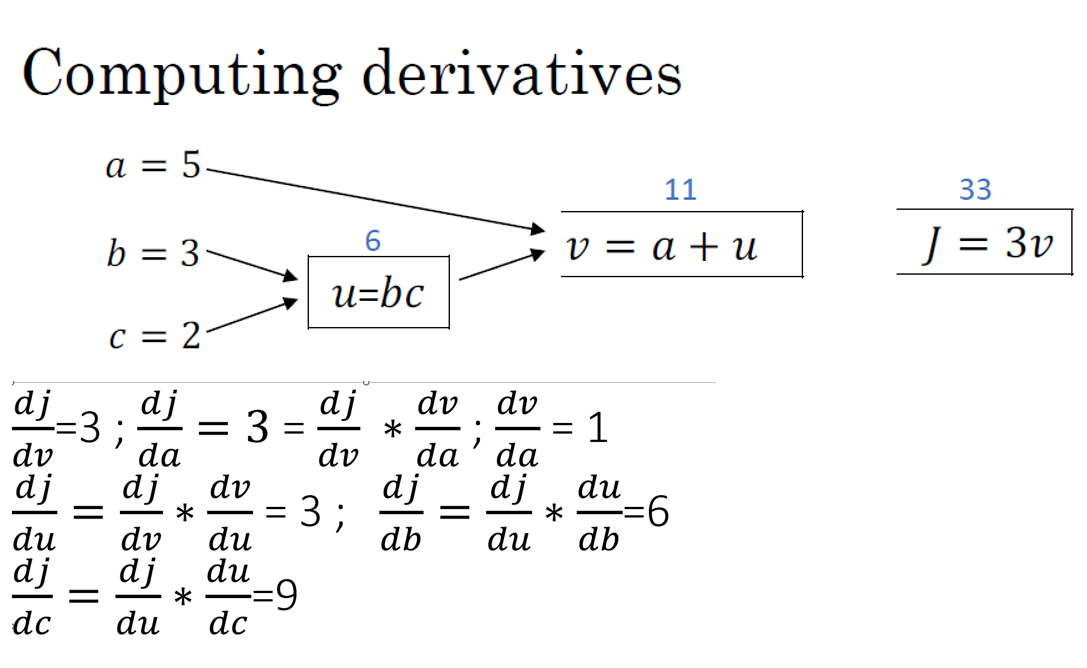 Computing derivatives
a = 5
11
33
b = 3
6
v = a + u
J = 3v
u=bc
c = 2
dj/dv=3 ; dj/da = 3 = dj/dv * dv/da ; dv/da = 1
dj/du = dj/dv * dv/du = 3 ; dj/db = dj/du * du/db=6
dj/dc = dj/du * du/dc=9